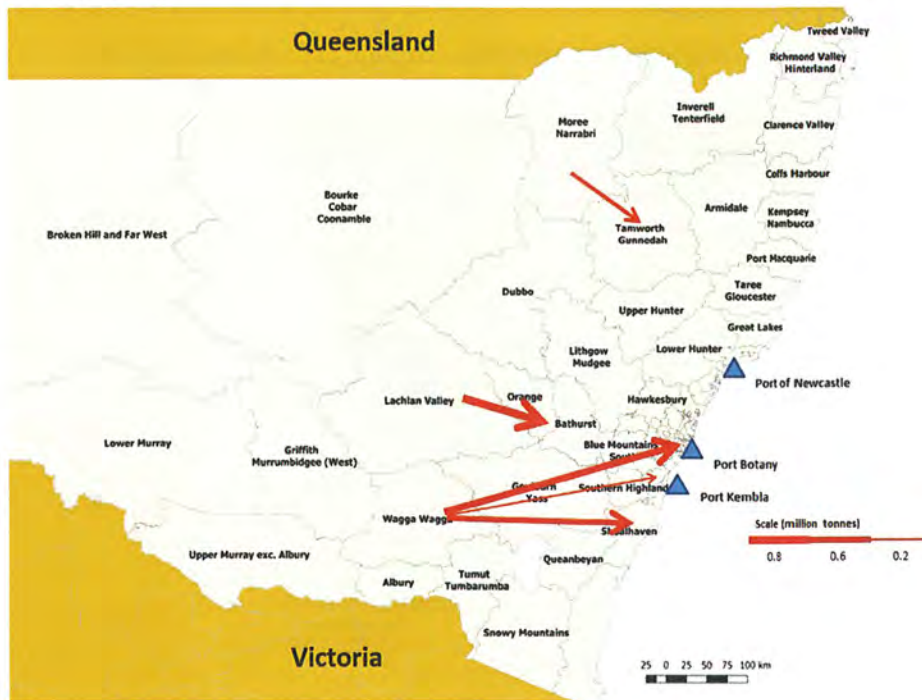 Queensland
Tweed Valley
Richmond Valley
Hinterland
Inverell
Tenterfield
Moree
Narrabri
Clarence Valley
Coffs Harbour
Bourke
Cobar
Coonamble
Armidale
Kempsey
Nambucca
Broken Hill and Far West
Tamworth
Gunnedah
Port Macquarie
Dubbo
Taree
Gloucester
Upper Hunter
Great Lakes
Lithgow
Mudgee
Lower Hunter
Port of Newcastle
Lachlan Valley
Orange
Hawkesbury
Bathurst
Lower Murray
Griffith
Murrumbidgee (West)
Blue Mountains
Port Botany
Yass
Southern Highland
Port Kembla
Wagga Wagga
Scale (million tonnes)
0.8 0.6 0.2
Upper Murray exc. Albury
Queanbeyan
Albury
Tumut
Tumbarumba
Snowy Mountains
Victoria
25 0 25 50 75 100 km